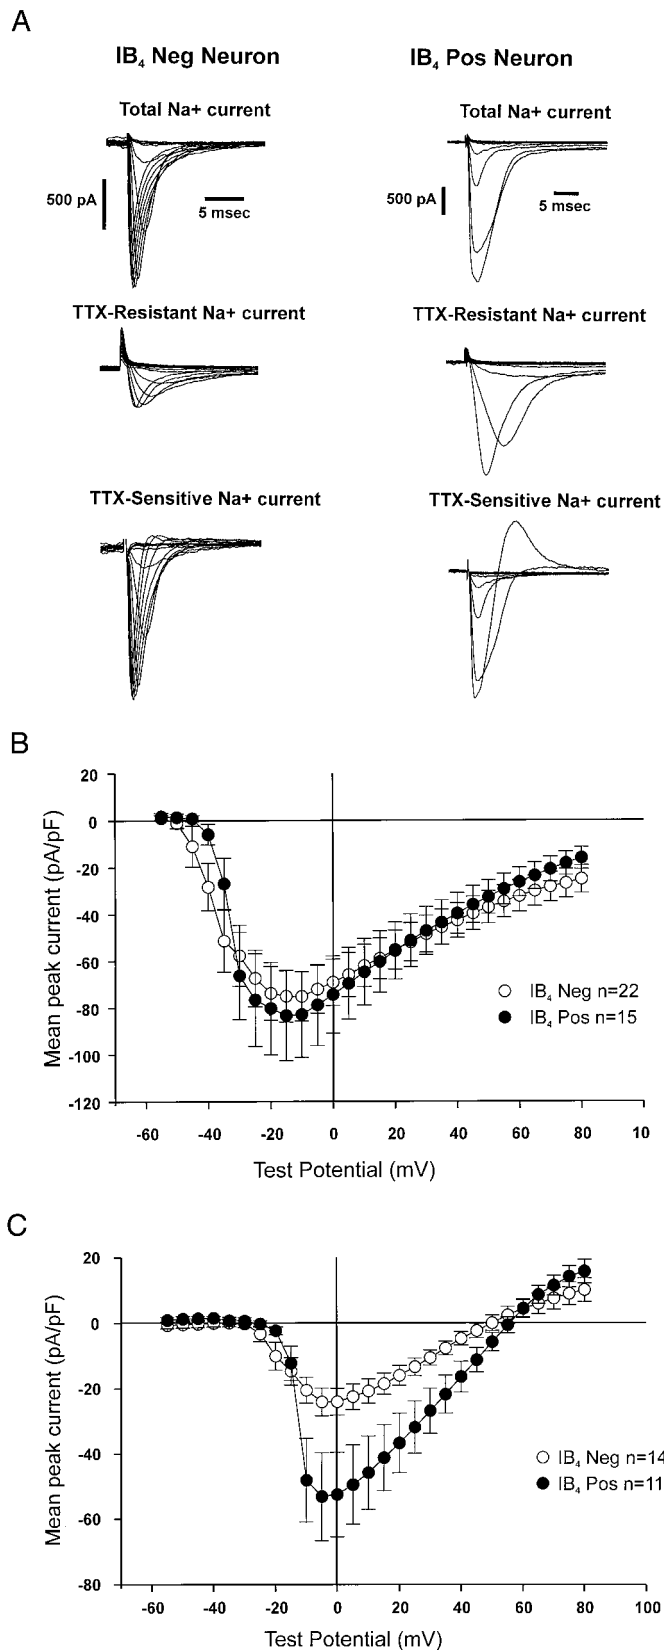 A
IB₄ Neg Neuron
IB₄ Pos Neuron
Total Na+ current
Total Na+ current
500 pA
5 msec
500 pA
5 msec
TTX-Resistant Na+ current
TTX-Resistant Na+ current
TTX-Sensitive Na+ current
TTX-Sensitive Na+ current
B
20
0
-20
-40
-60
-80
-100
-120
Mean peak current (pA/pF)
IB₄ Neg n=22
IB₄ Pos n=15
-60 -40 -20 0 20 40 60 80 10
Test Potential (mV)
C
20
0
-20
-40
-60
-80
Mean peak current (pA/pF)
IB₄ Neg n=14
IB₄ Pos n=11
-60 -40 -20 0 20 40 60 80 100
Test Potential (mV)